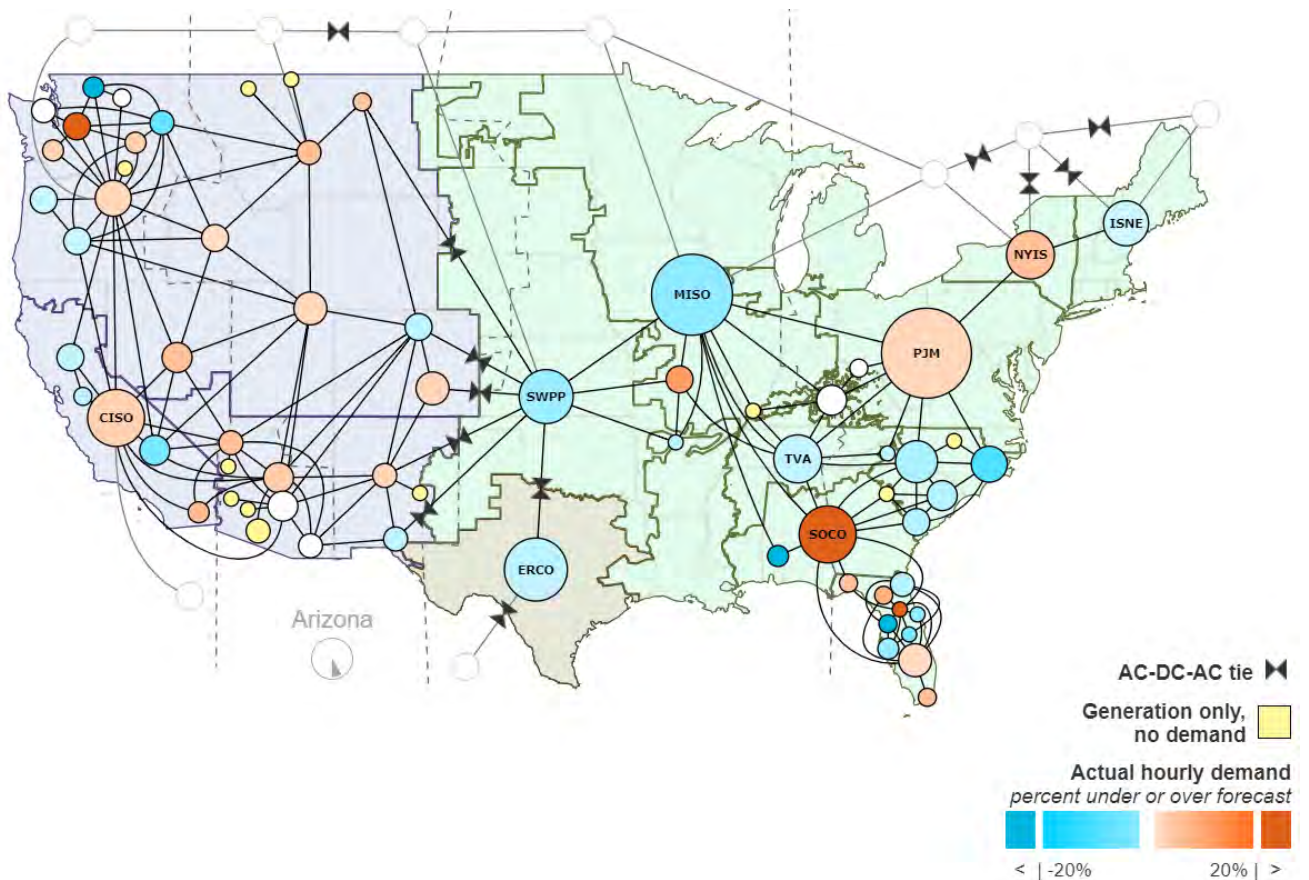 ISNE
NYIS
MISO
PJM
SWPP
CISO
TVA
SOCO
ERCO
Arizona
AC-DC-AC tie
Generation only,
no demand
Actual hourly demand
percent under or over forecast
< | -20% 20% | >